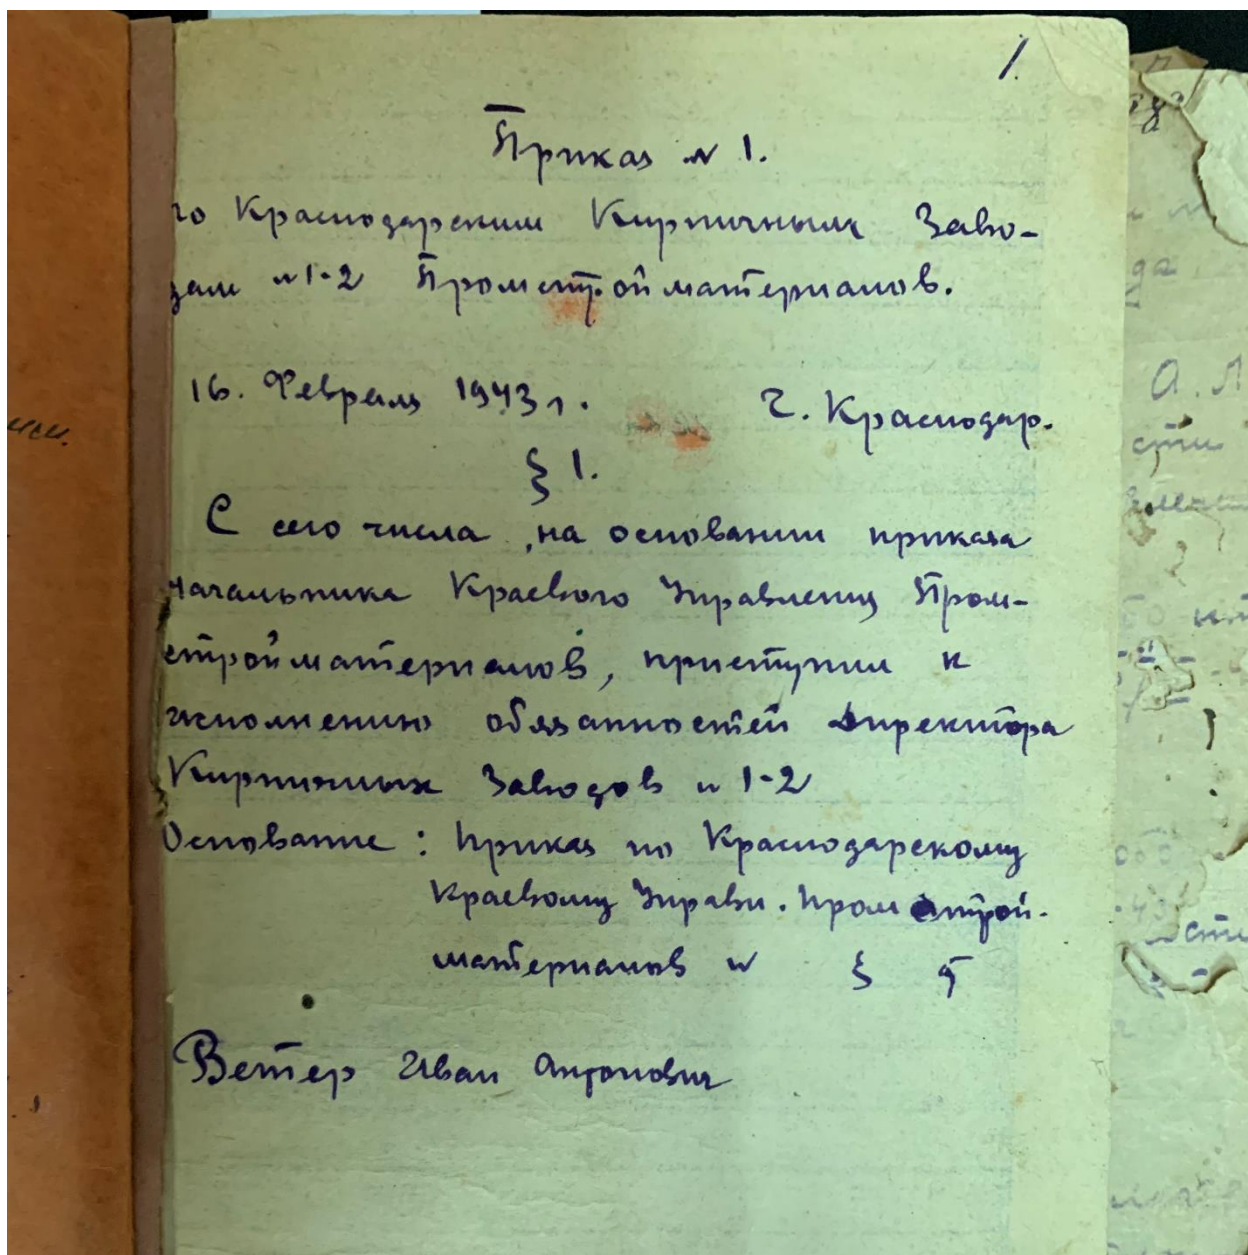 1.
Приказ № 1.
по Краснодарским Кирпичным Заво-
дам № 1-2 Промстройматериалов.
16. Февраля 1943 г. г. Краснодар.
§ 1.
С сего числа, на основании приказа
начальника Краевого Управления Пром-
стройматериалов, приступил к
исполнению обязанностей директора
Кирпичных Заводов № 1-2
Основание: Приказ по Краснодарскому
Краевому Управл. Пром строй-
материалов № §
Ветер Иван Антонович